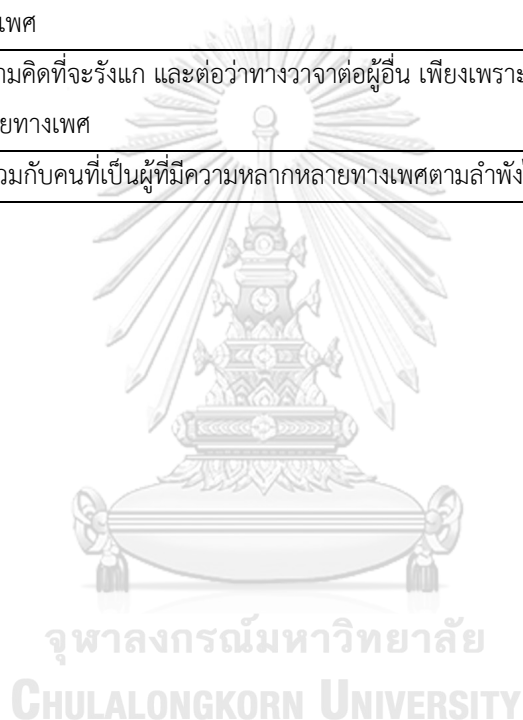 เพศ
ามคิดที่จะรังแก และต่อว่าทางวาจาต่อผู้อื่น เพียงเพราะ
ยทางเพศ
วมกับคนที่เป็นผู้ที่มีความหลากหลายทางเพศตามลำพัง
จุฬาลงกรณ์มหาวิทยาลัย
CHULALONGKORN UNIVERSITY